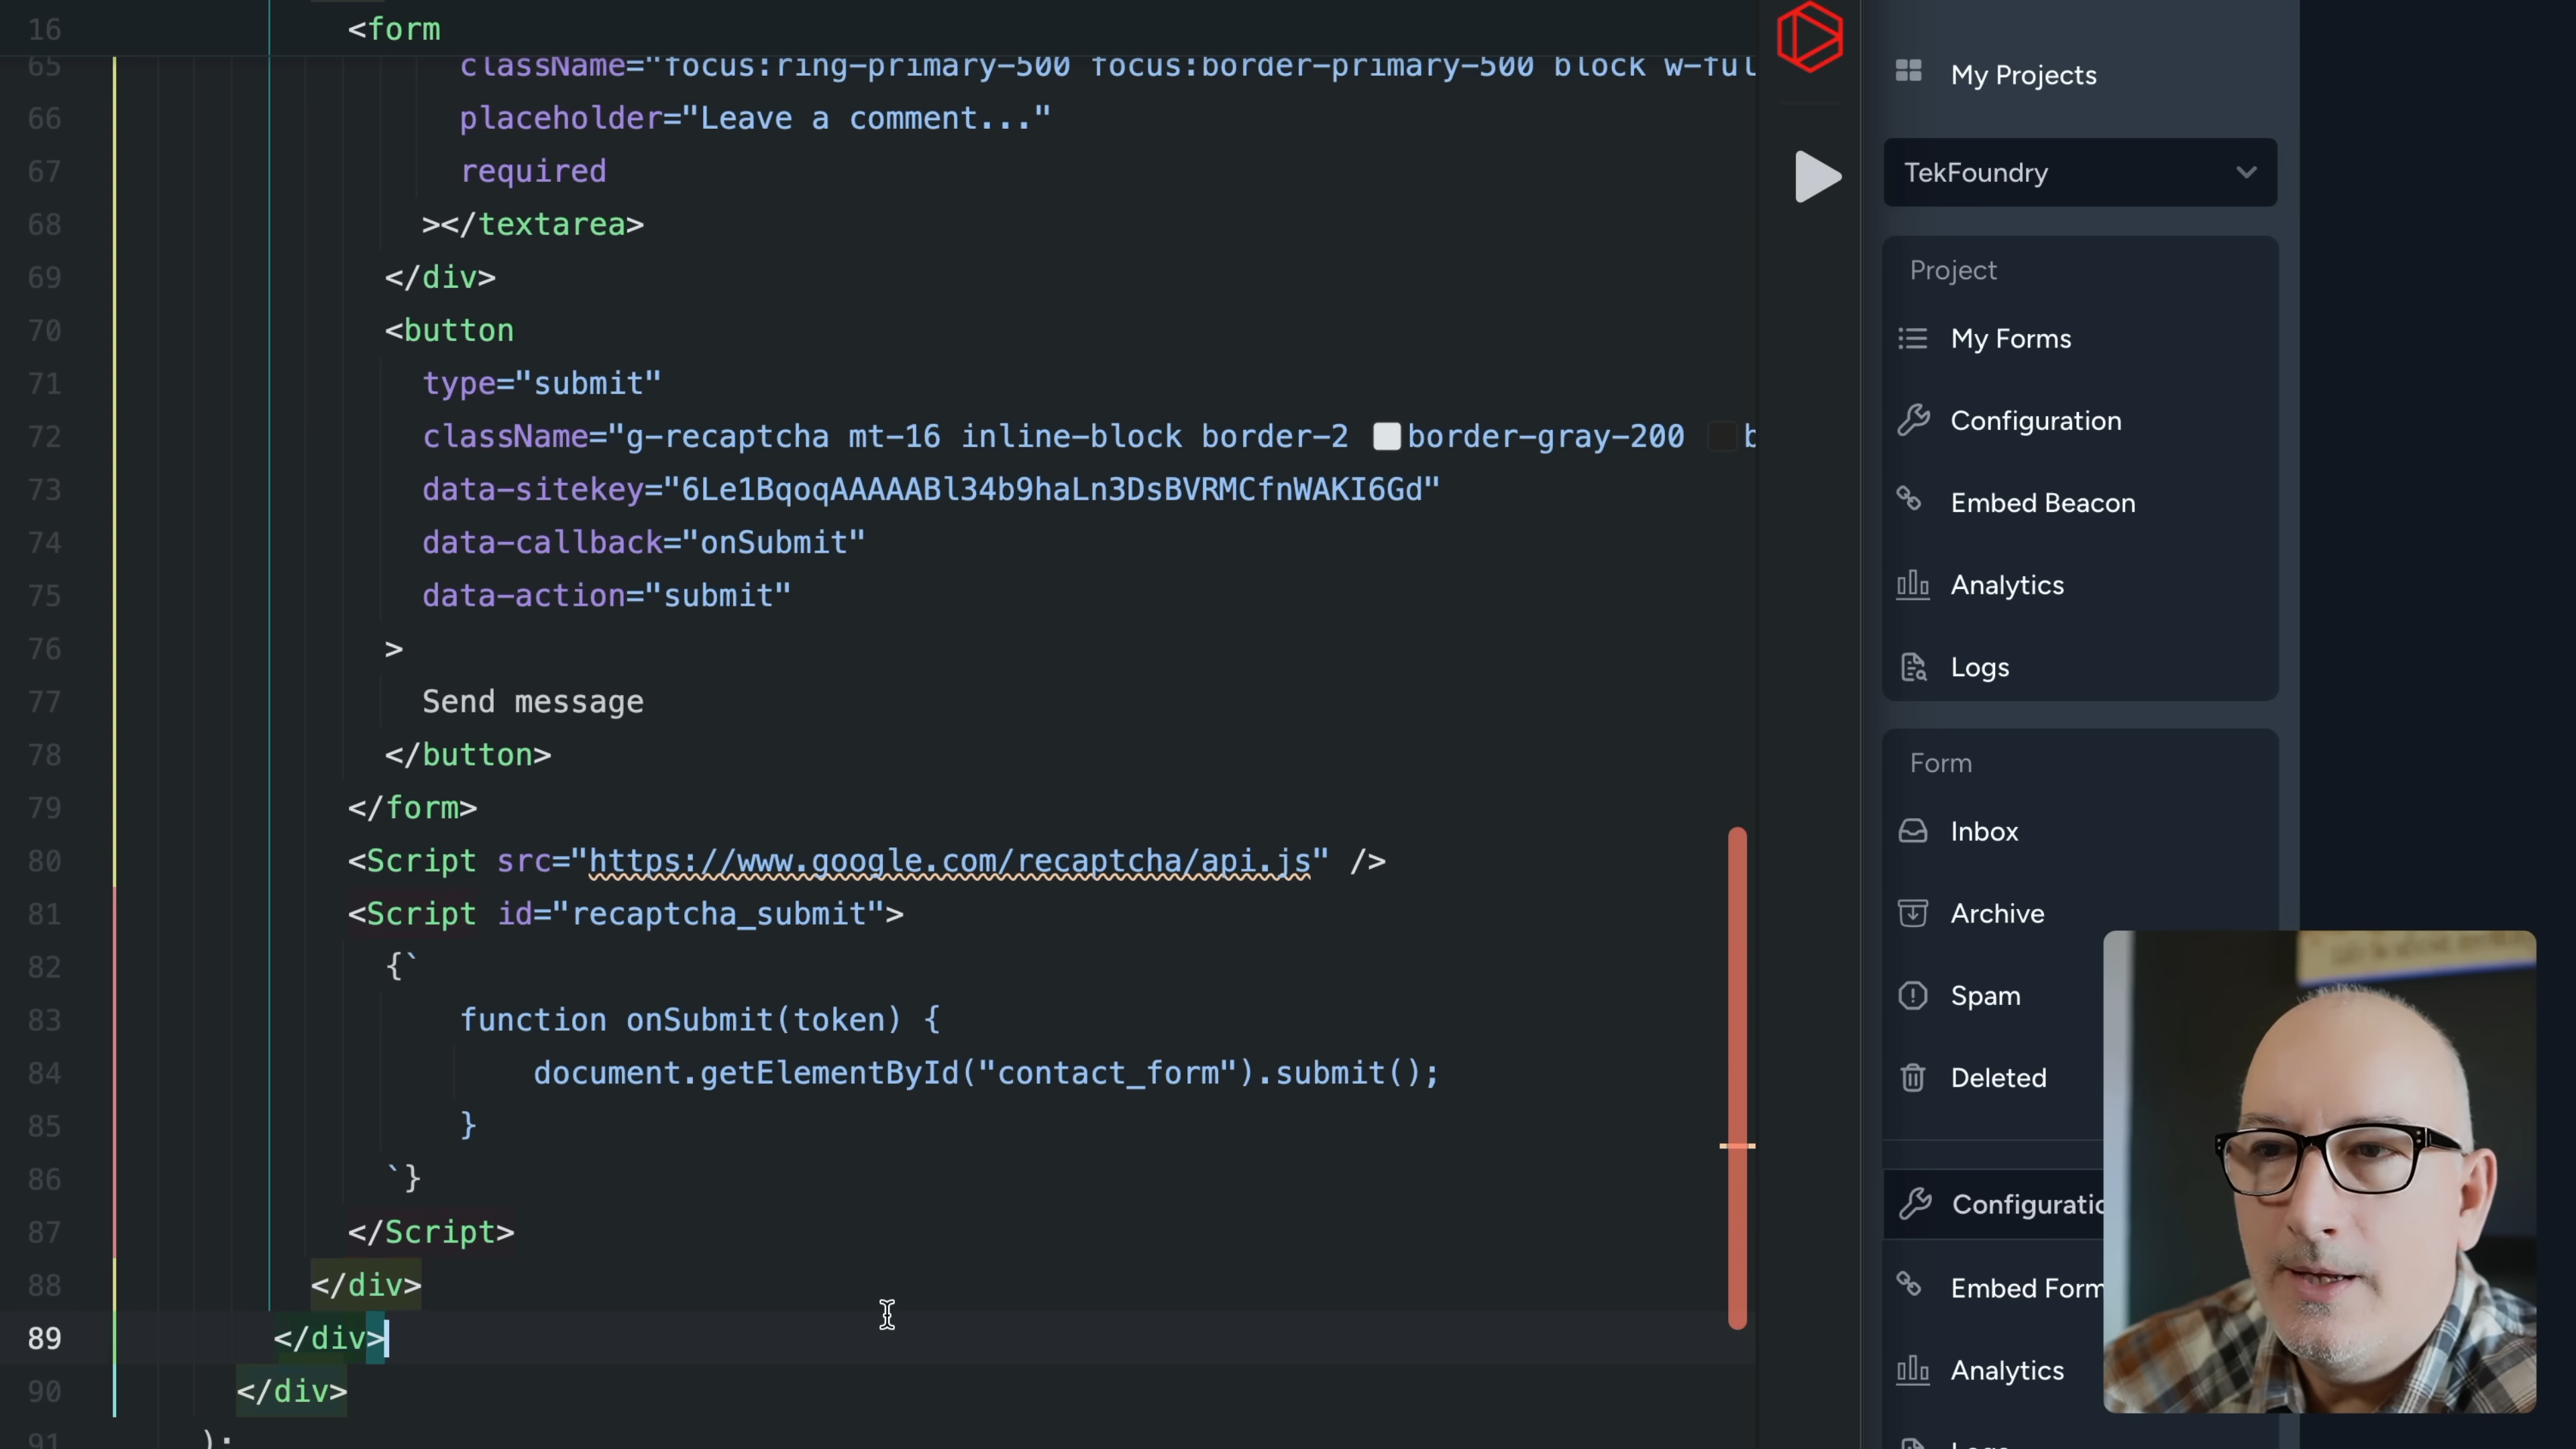 16 <form
65 className="focus:ring-primary-500 focus:border-primary-500 block w-ful
66 placeholder="Leave a comment..."
67 required
68 ></textarea>
69 </div>
70 <button
71 type="submit"
72 className="g-recaptcha mt-16 inline-block border-2 border-gray-200 b
73 data-sitekey="6Le1BqoqAAAAABl34b9haLn3DsBVRMCfnWAKI6Gd"
74 data-callback="onSubmit"
75 data-action="submit"
76 >
77 Send message
78 </button>
79 </form>
80 <Script src="https://www.google.com/recaptcha/api.js" />
81 <Script id="recaptcha_submit">
82 {`
83 function onSubmit(token) {
84 document.getElementById("contact_form").submit();
85 }
86 `}
87 </Script>
88 </div>
89 </div>
90 </div>
91 );
My Projects
TekFoundry
Project
My Forms
Configuration
Embed Beacon
Analytics
Logs
Form
Inbox
Archive
Spam
Deleted
Configuratio
Embed Form
Analytics
Logs